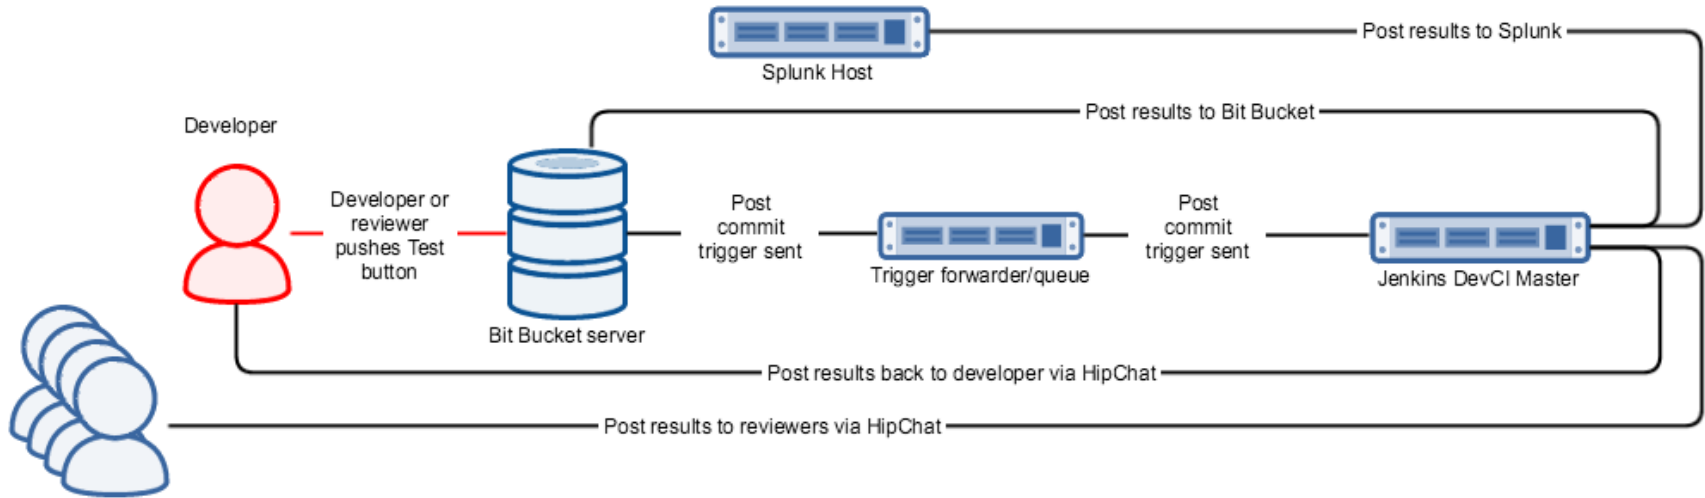 Post results to Splunk
Splunk Host
Post results to Bit Bucket
Developer
Developer or
reviewer
pushes Test
button
Post
commit
trigger sent
Post
commit
trigger sent
Trigger forwarder/queue
Jenkins DevCI Master
Bit Bucket server
Post results back to developer via HipChat
Post results to reviewers via HipChat